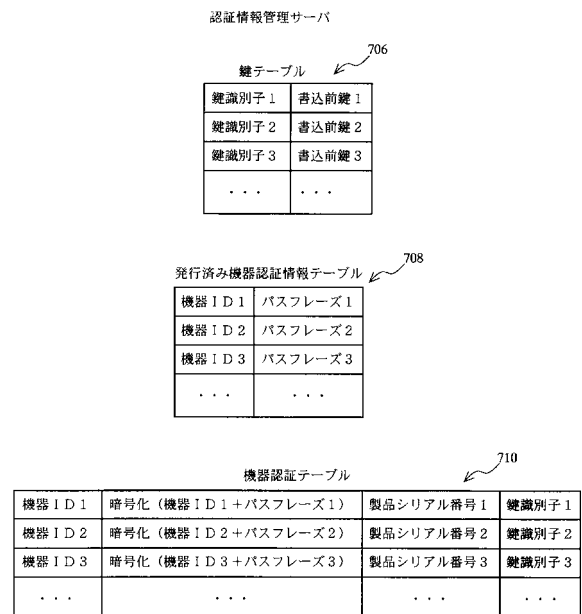 認証情報管理サーバ
706
鍵テーブル
鍵識別子1 書込前鍵1
鍵識別子2 書込前鍵2
鍵識別子3 書込前鍵3
・・・ ・・・
708
発行済み機器認証情報テーブル
機器ID1 パスフレーズ1
機器ID2 パスフレーズ2
機器ID3 パスフレーズ3
・・・ ・・・
710
機器認証テーブル
機器ID1 暗号化(機器ID1+パスフレーズ1) 製品シリアル番号1 鍵識別子1
機器ID2 暗号化(機器ID2+パスフレーズ2) 製品シリアル番号2 鍵識別子2
機器ID3 暗号化(機器ID3+パスフレーズ3) 製品シリアル番号3 鍵識別子3
・・・ ・・・ ・・・ ・・・